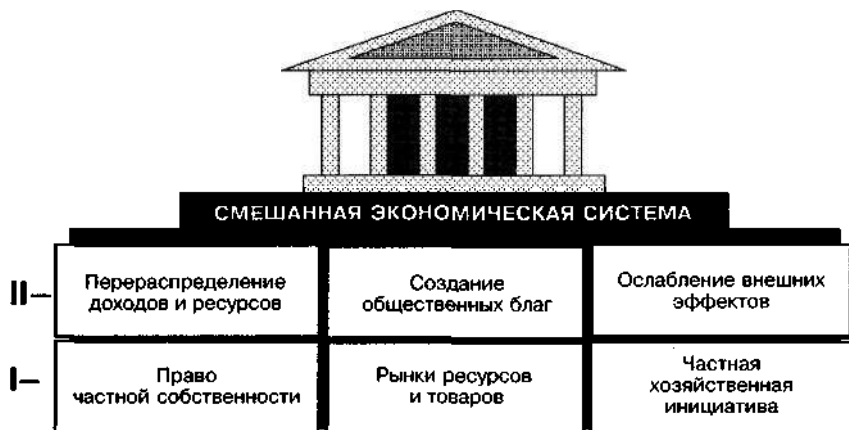 СМЕШАННАЯ ЭКОНОМИЧЕСКАЯ СИСТЕМА
II–
Перераспределение
доходов и ресурсов
Создание
общественных благ
Ослабление внешних
эффектов
I–
Право
частной собственности
Рынки ресурсов
и товаров
Частная
хозяйственная
инициатива